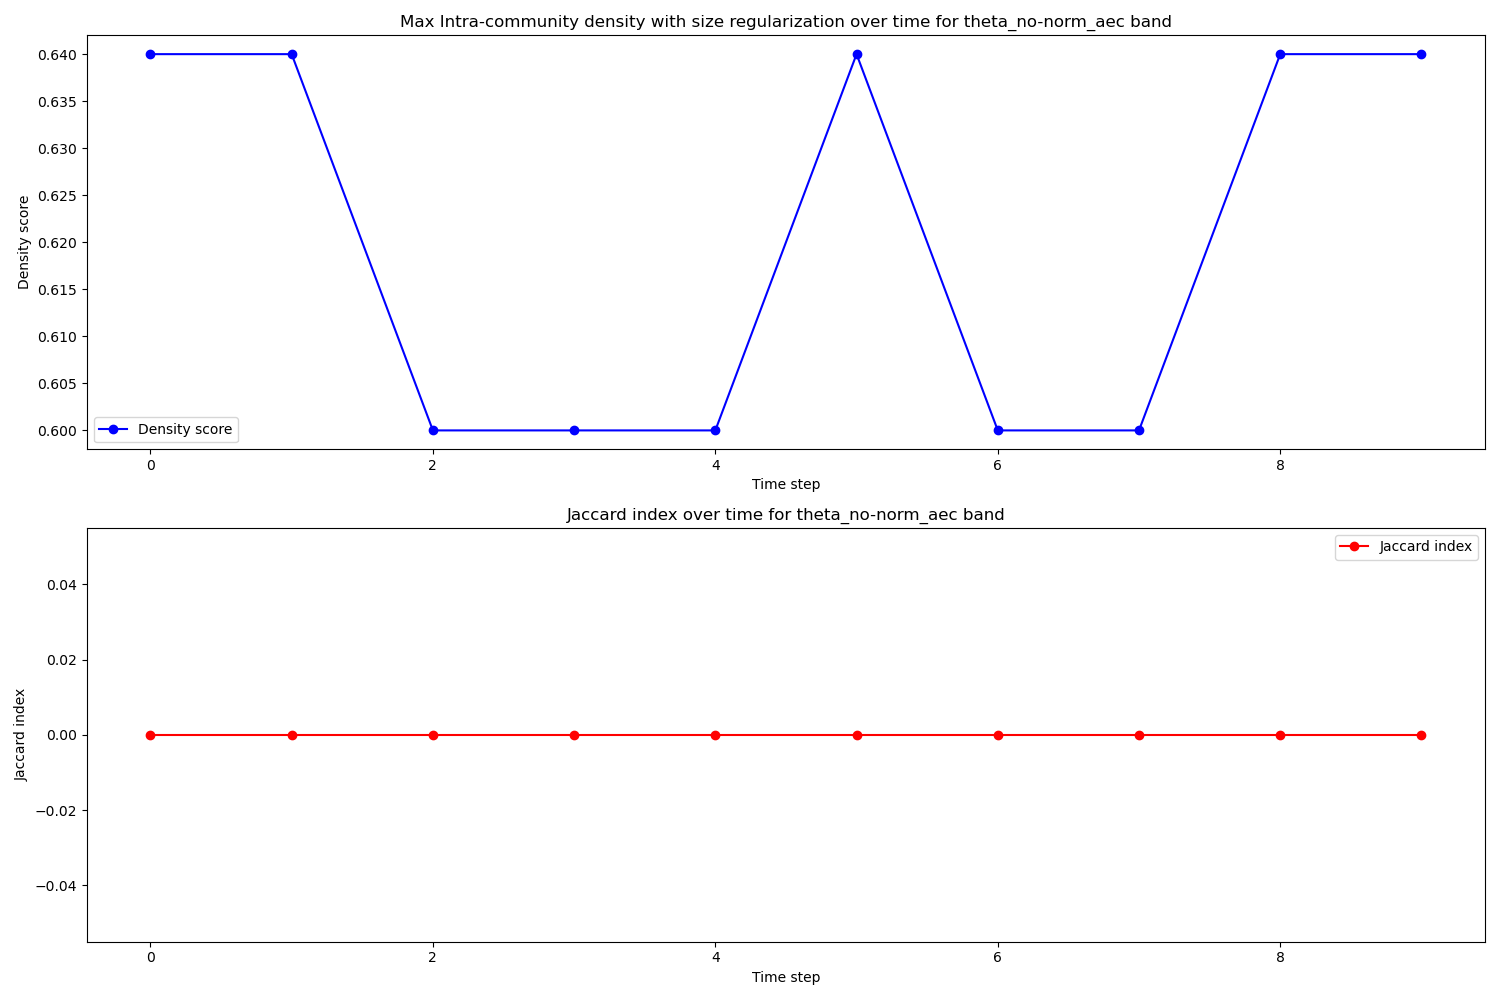 Max Intra-community density with size regularization over time for theta_no-norm_aec band
0.640
0.635
0.630
0.625
0.620
0.615
0.610
0.605
0.600
Density score
Density score
0 2 4 6 8
Time step
Jaccard index over time for theta_no-norm_aec band
Jaccard index
0.04
0.02
0.00
−0.02
−0.04
Jaccard index
0 2 4 6 8
Time step